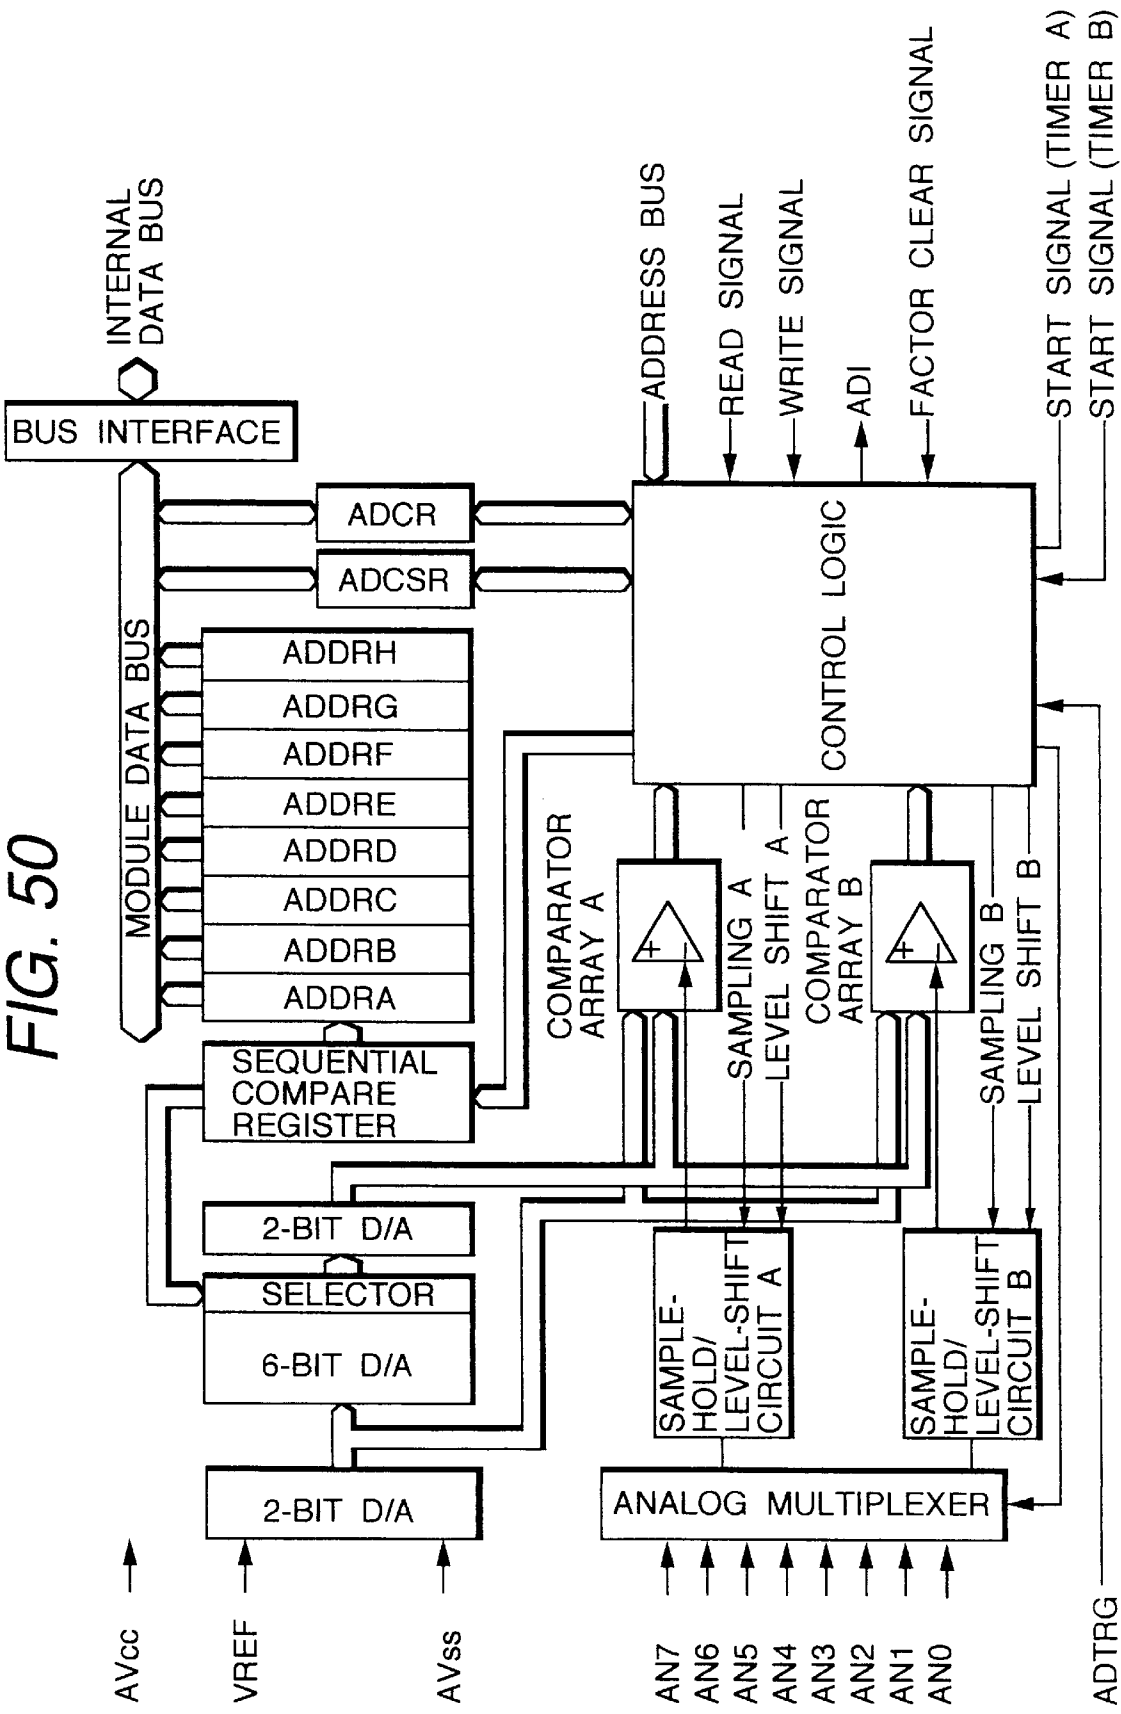 FIG. 50
AVcc
VREF
AVss
2-BIT D/A
6-BIT D/A
SELECTOR
2-BIT D/A
SEQUENTIAL
COMPARE
REGISTER
ADDRA
ADDRB
ADDRC
ADDRD
ADDRE
ADDRF
ADDRG
ADDRH
MODULE DATA BUS
BUS INTERFACE
INTERNAL
DATA BUS
ADCSR
ADCR
AN7
AN6
AN5
AN4
AN3
AN2
AN1
AN0
ANALOG MULTIPLEXER
SAMPLE-
HOLD/
LEVEL-SHIFT
CIRCUIT A
SAMPLE-
HOLD/
LEVEL-SHIFT
CIRCUIT B
COMPARATOR
ARRAY A
+
−
SAMPLING A
LEVEL SHIFT A
COMPARATOR
ARRAY B
+
−
SAMPLING B
LEVEL SHIFT B
CONTROL LOGIC
ADDRESS BUS
READ SIGNAL
WRITE SIGNAL
ADI
FACTOR CLEAR SIGNAL
START SIGNAL (TIMER A)
START SIGNAL (TIMER B)
ADTRG